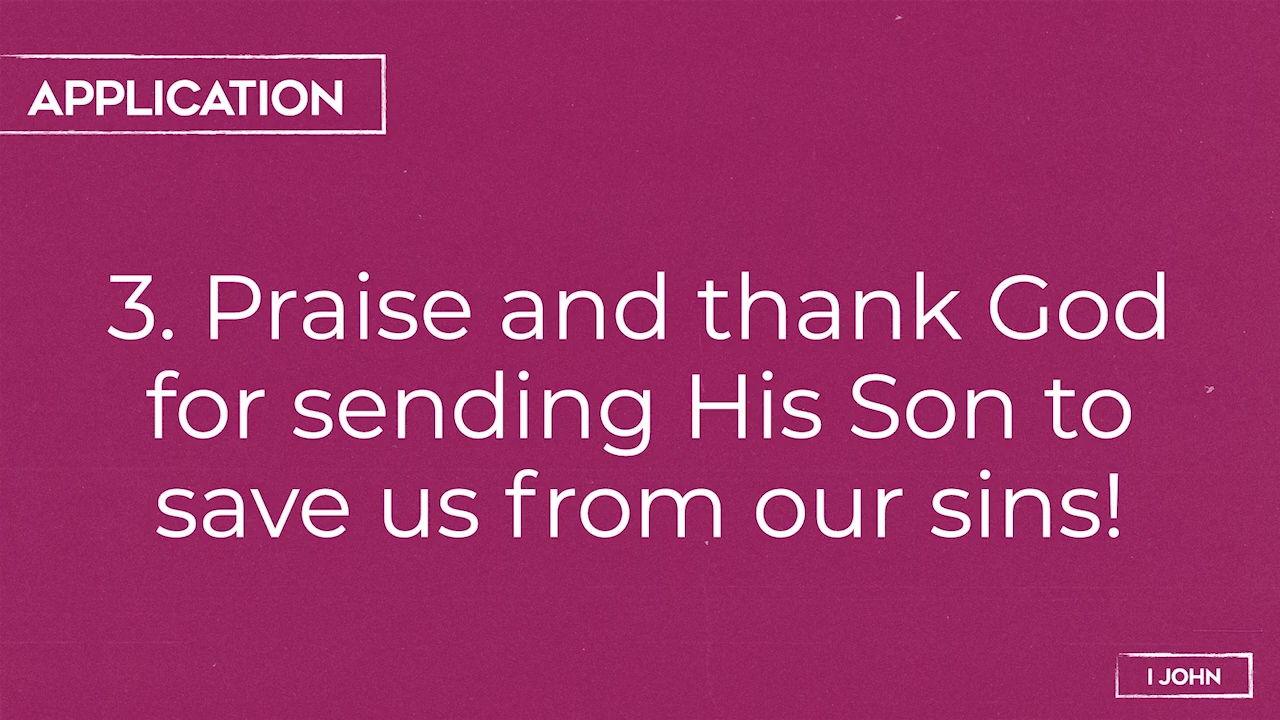 APPLICATION
3. Praise and thank God
for sending His Son to
save us from our sins!
I JOHN